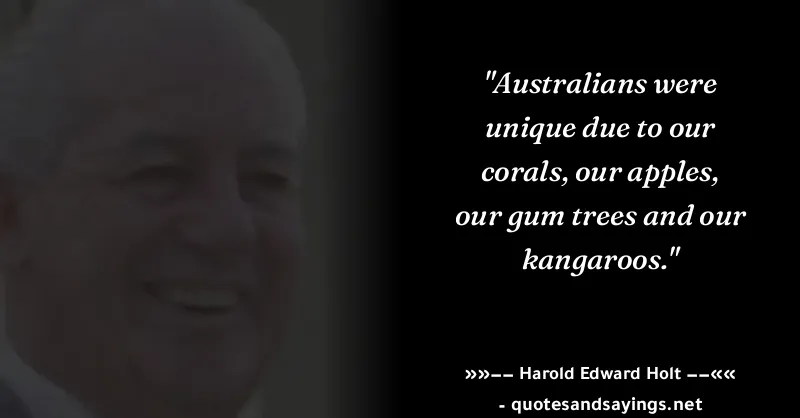 "Australians were
unique due to our
corals, our apples,
our gum trees and our
kangaroos."
»»–– Harold Edward Holt ––««
- quotesandsayings.net